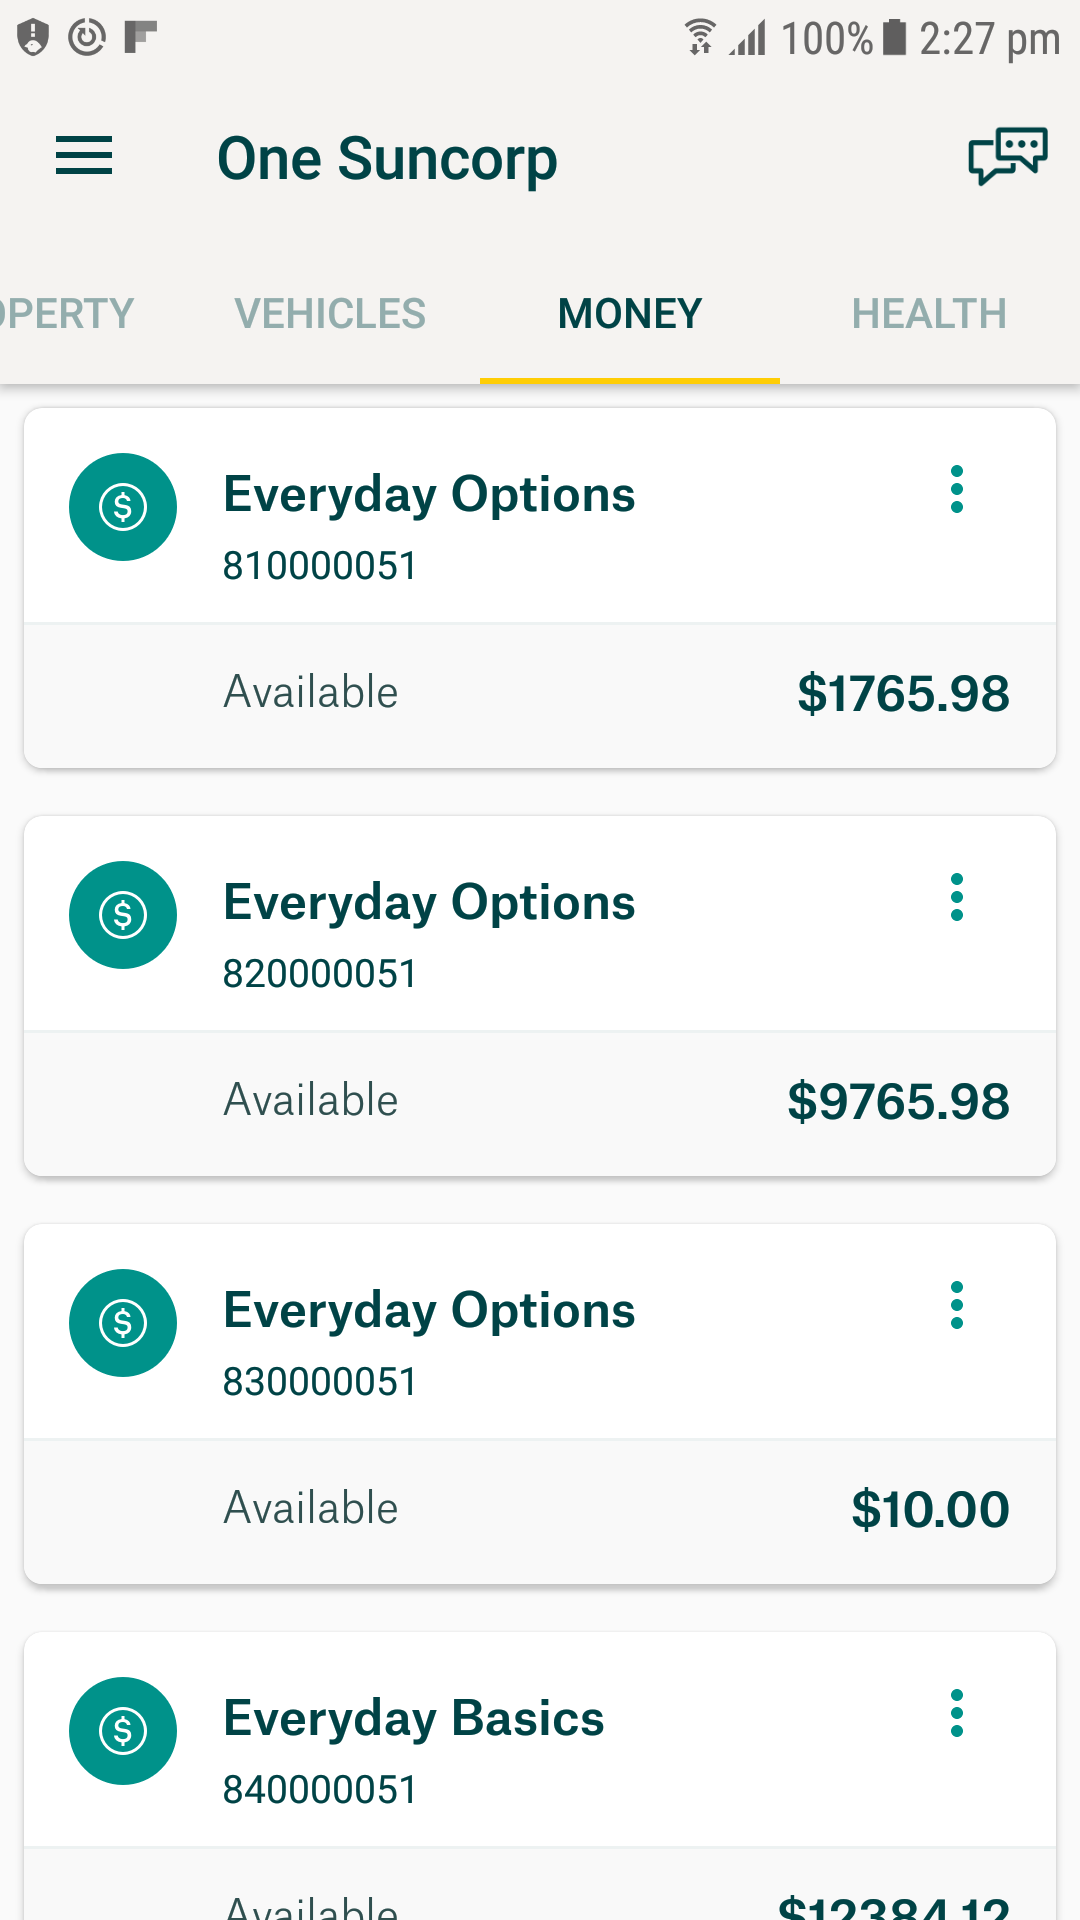 100% 2:27 pm
One Suncorp
OPERTY VEHICLES MONEY HEALTH
Everyday Options
810000051
Available $1765.98
Everyday Options
820000051
Available $9765.98
Everyday Options
830000051
Available $10.00
Everyday Basics
840000051
Available $12384.12